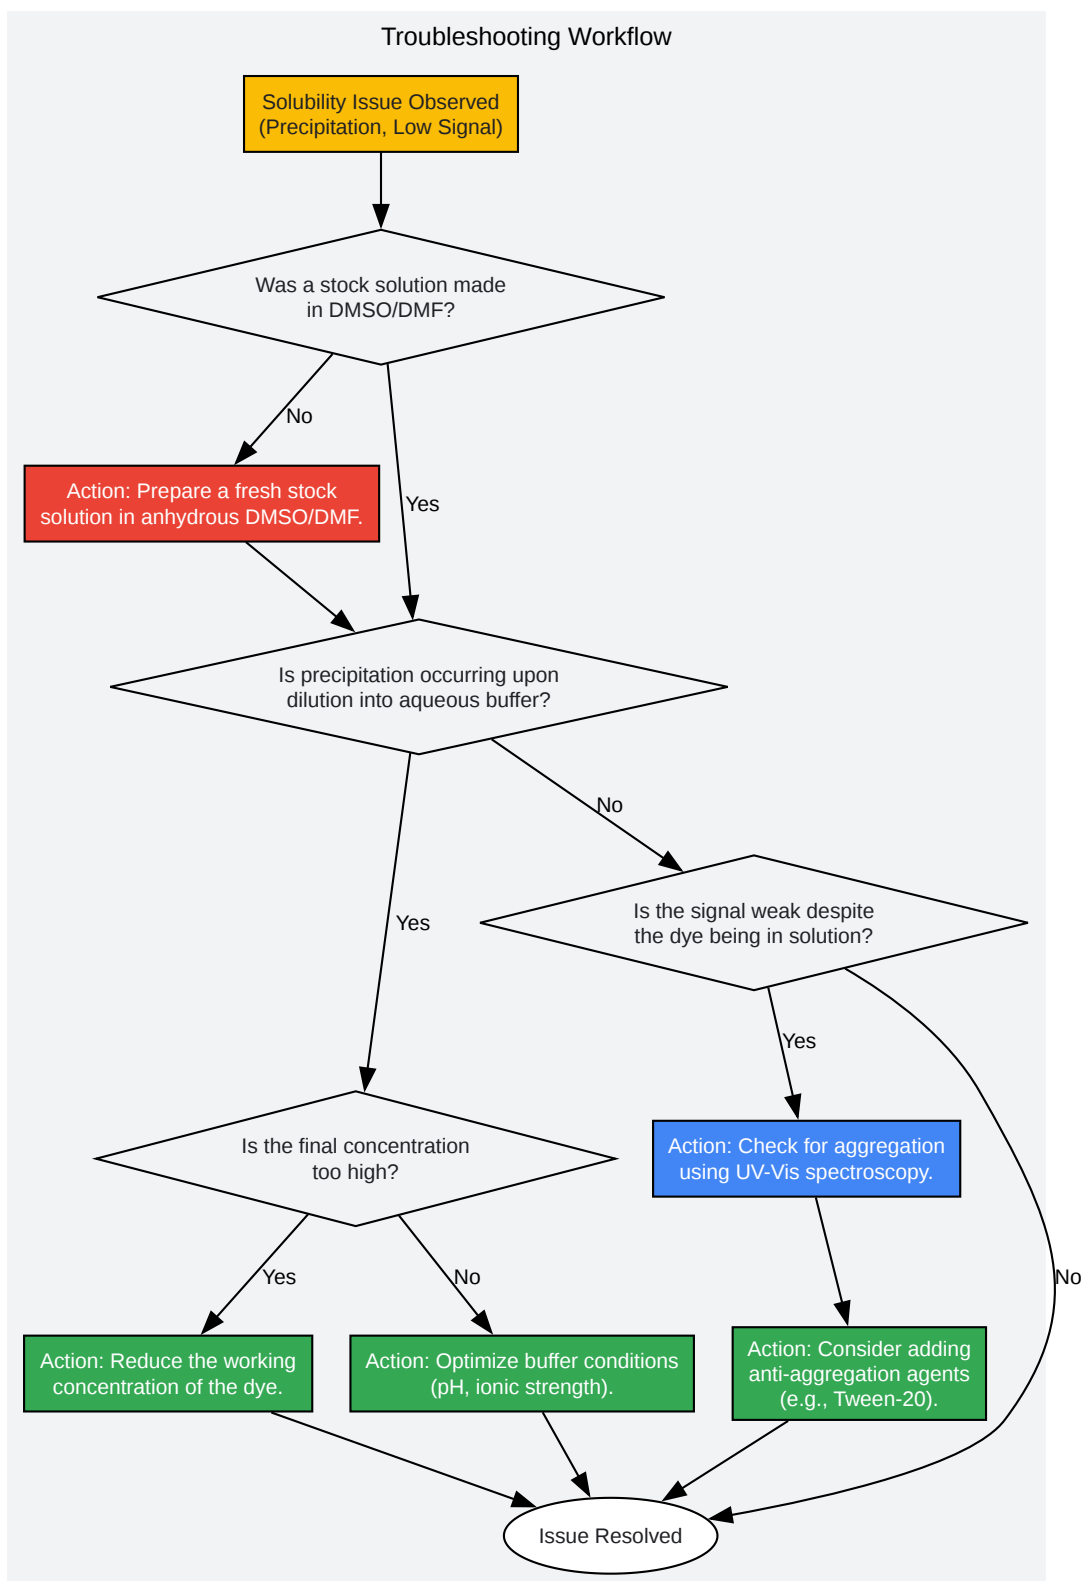 Troubleshooting Workflow
Solubility Issue Observed
(Precipitation, Low Signal)
Was a stock solution made
in DMSO/DMF?
No
Yes
Action: Prepare a fresh stock
solution in anhydrous DMSO/DMF.
Is precipitation occurring upon
dilution into aqueous buffer?
No
Yes
Is the signal weak despite
the dye being in solution?
Yes
No
Is the final concentration
too high?
Action: Check for aggregation
using UV-Vis spectroscopy.
Yes
No
Action: Reduce the working
concentration of the dye.
Action: Optimize buffer conditions
(pH, ionic strength).
Action: Consider adding
anti-aggregation agents
(e.g., Tween-20).
Issue Resolved